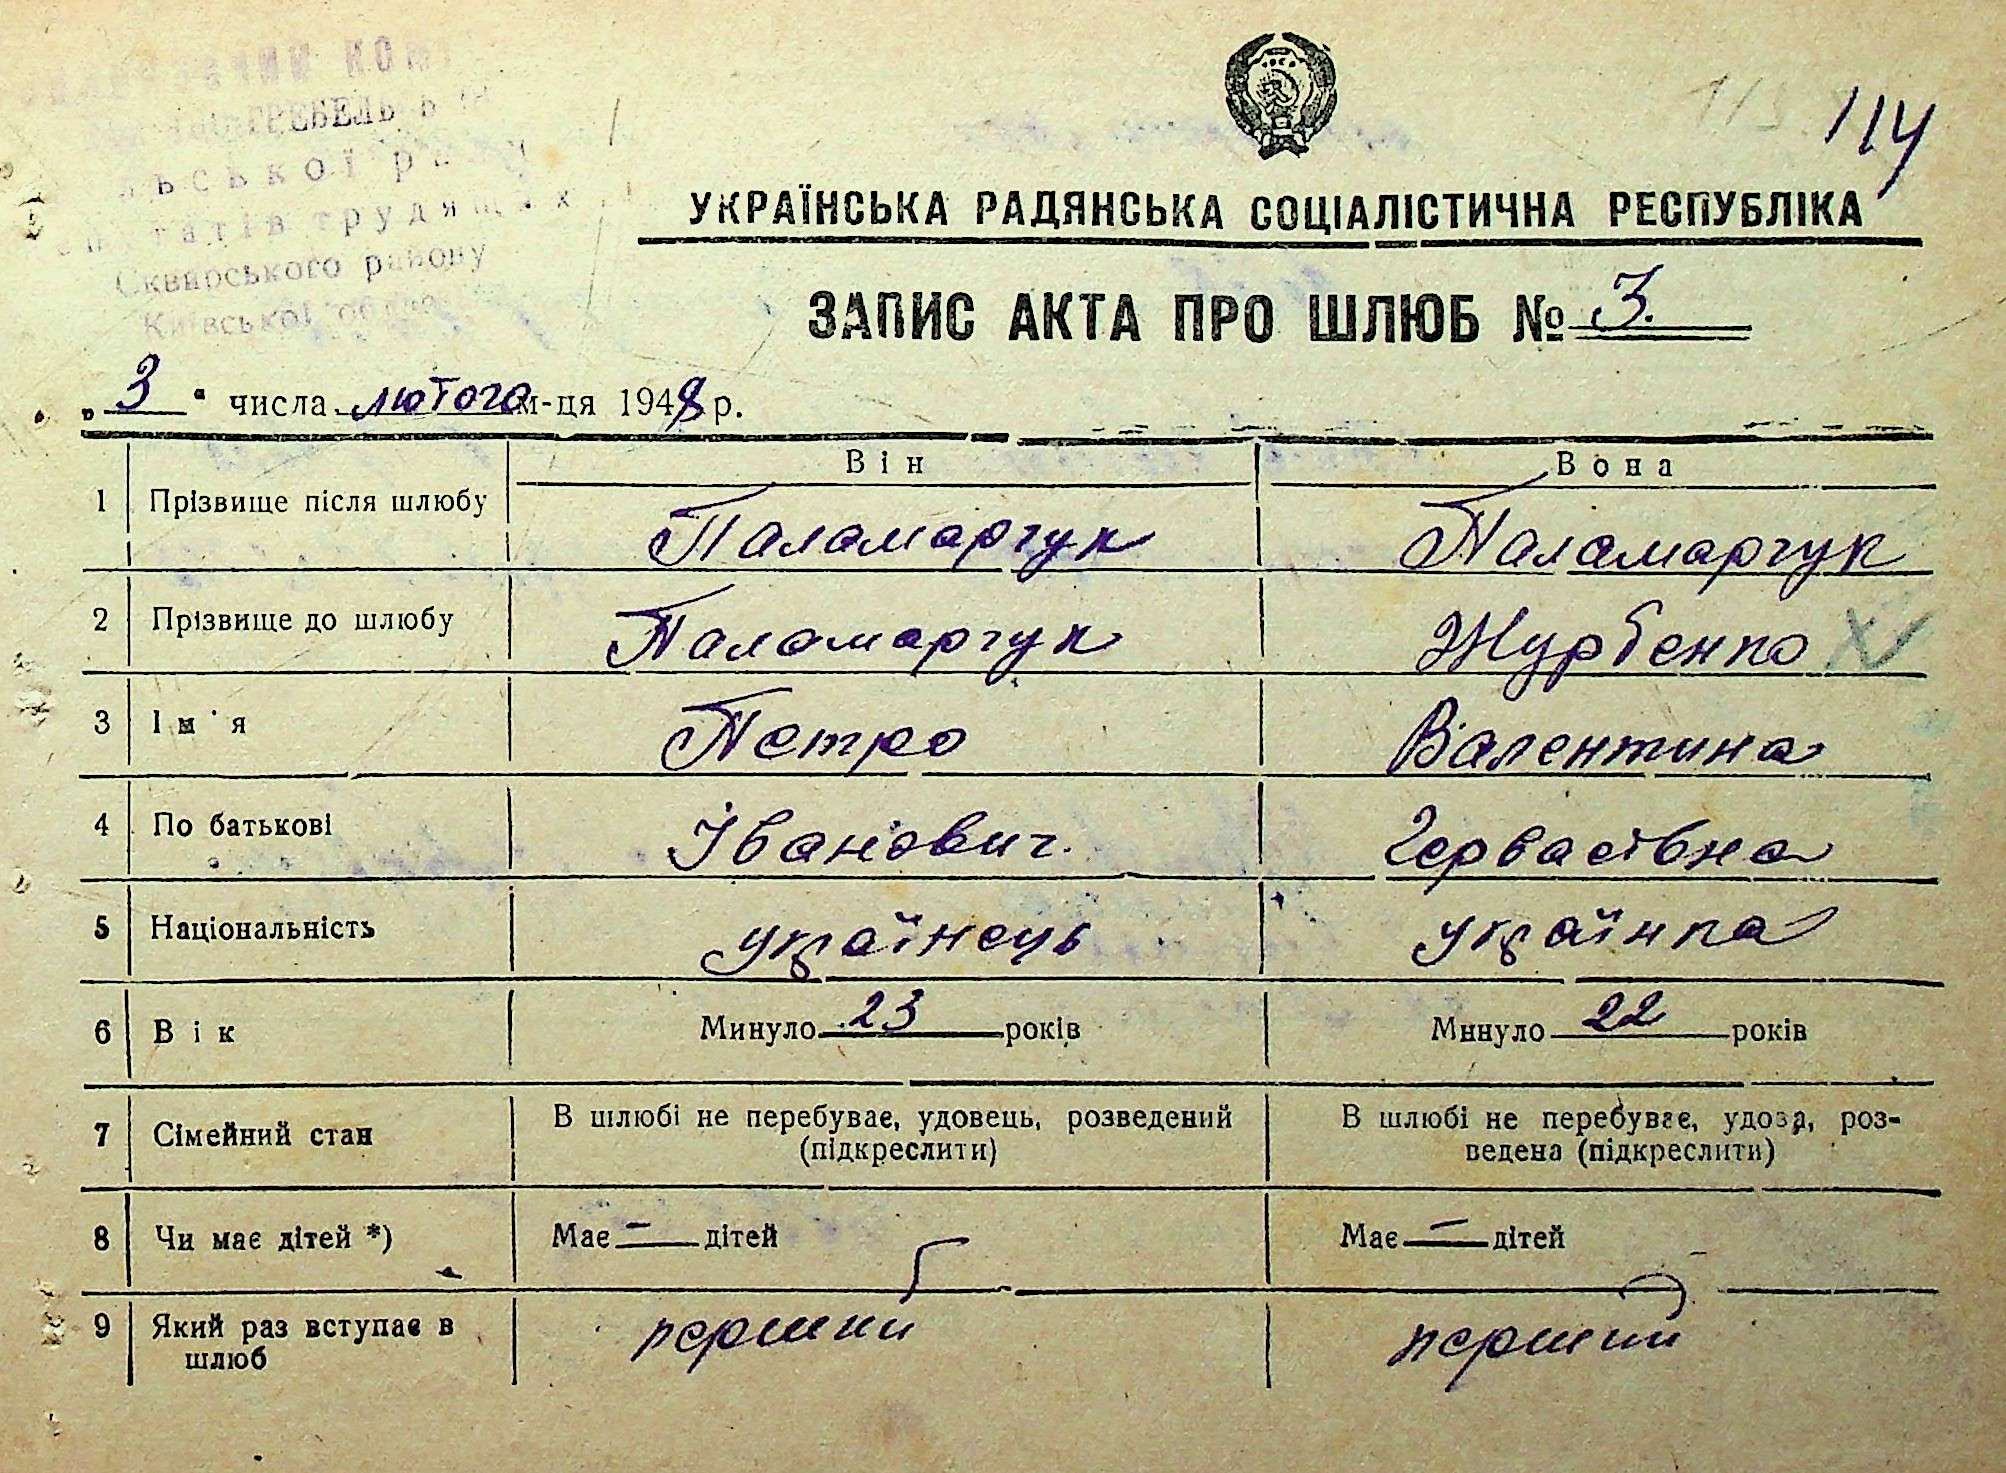 ГРЕБЕЛЬ
Сквирського району
Київської
114
УКРАЇНСЬКА РАДЯНСЬКА СОЦІАЛІСТИЧНА РЕСПУБЛІКА
ЗАПИС АКТА ПРО ШЛЮБ № 3.
„3“ числа лютого м-ця 1948 р.
Він Вона
1 Прізвище після шлюбу Паламарчук Паламарчук
2 Прізвище до шлюбу Паламарчук Журбенко
3 Ім'я Петро Валентина
4 По батькові Іванович. Гервасівна
5 Національність українець українка
6 Вік Минуло 23 років Минуло 22 років
7 Сімейний стан В шлюбі не перебуває, удовець, розведений В шлюбі не перебуває, удова, роз-
(підкреслити) ведена (підкреслити)
8 Чи має дітей *) Має – дітей Має – дітей
9 Який раз вступає в перший перший
шлюб